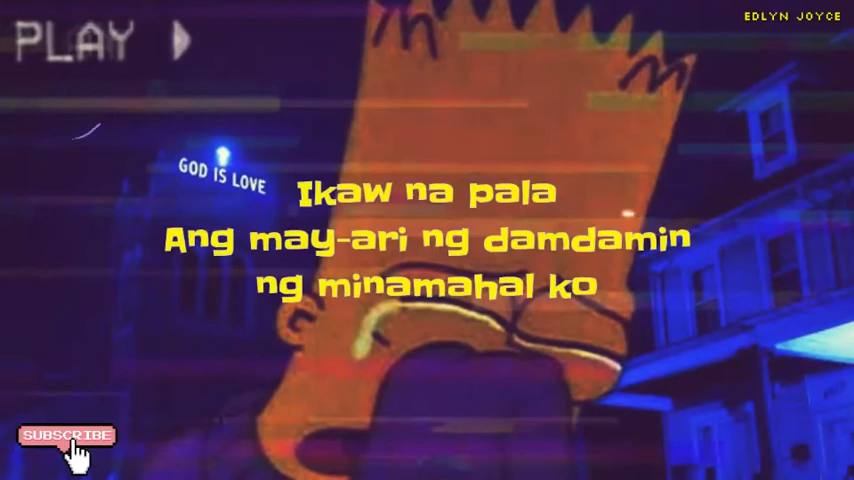 EDLYN JOYCE
PLAY
GOD IS LOVE
Ikaw na pala
Ang may-ari ng damdamin
ng minamahal ko
SUBSCRIBE